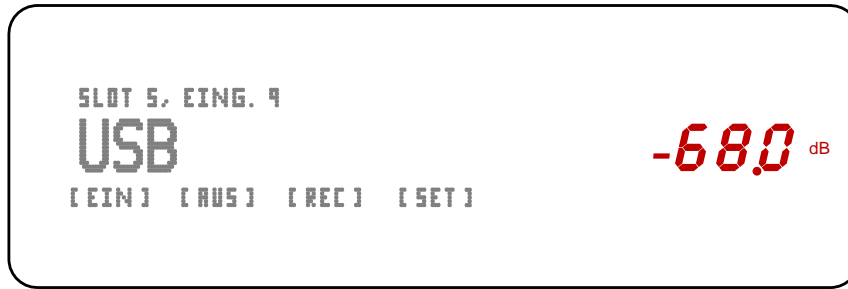 SLOT 5, EING. 9
USB
-68.0 dB
[EIN] [AUS] [REC] [SET]